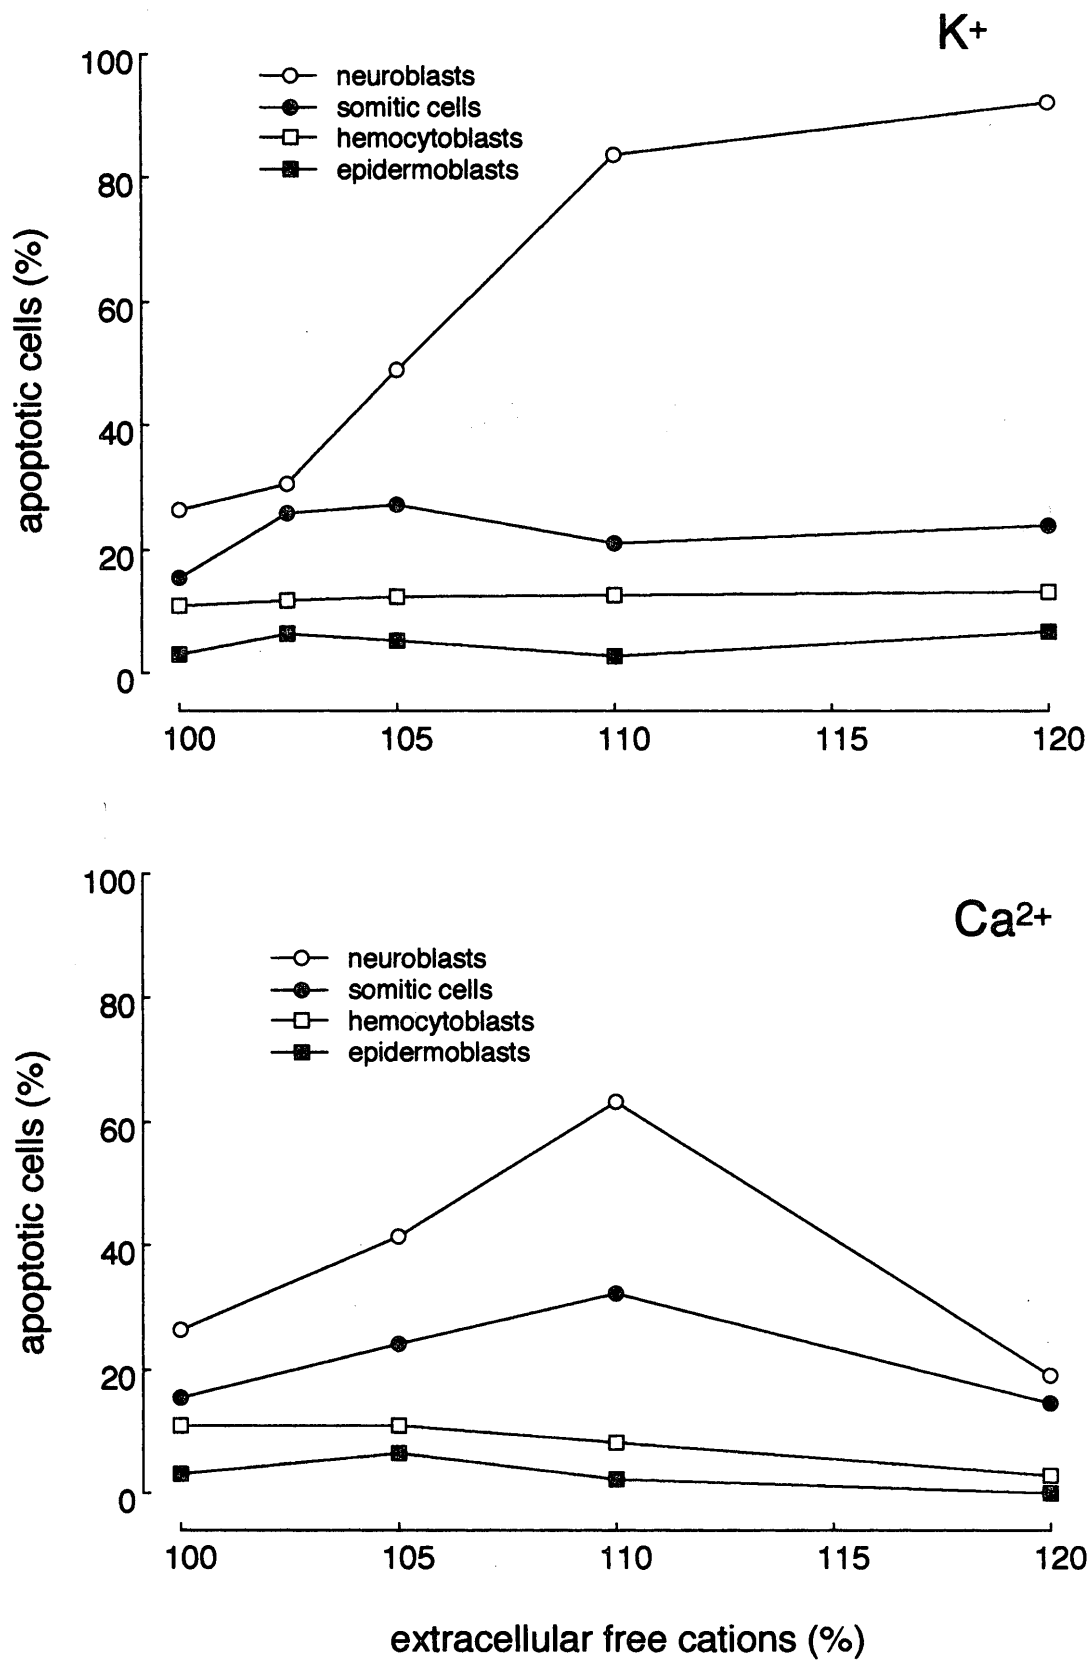 K+
100
80
60
40
20
0
apoptotic cells (%)
neuroblasts
somitic cells
hemocytoblasts
epidermoblasts
100 105 110 115 120
Ca2+
100
80
60
40
20
0
apoptotic cells (%)
neuroblasts
somitic cells
hemocytoblasts
epidermoblasts
100 105 110 115 120
extracellular free cations (%)